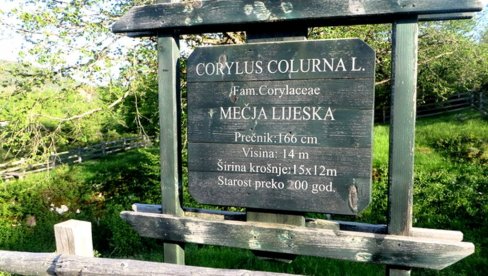 CORYLUS COLURNA L.
Fam.Corylaceae
MEČJA LIJESKA
Prečnik:166 cm
Visina: 14 m
Širina krošnje:15x12m
Starost preko 200 god.